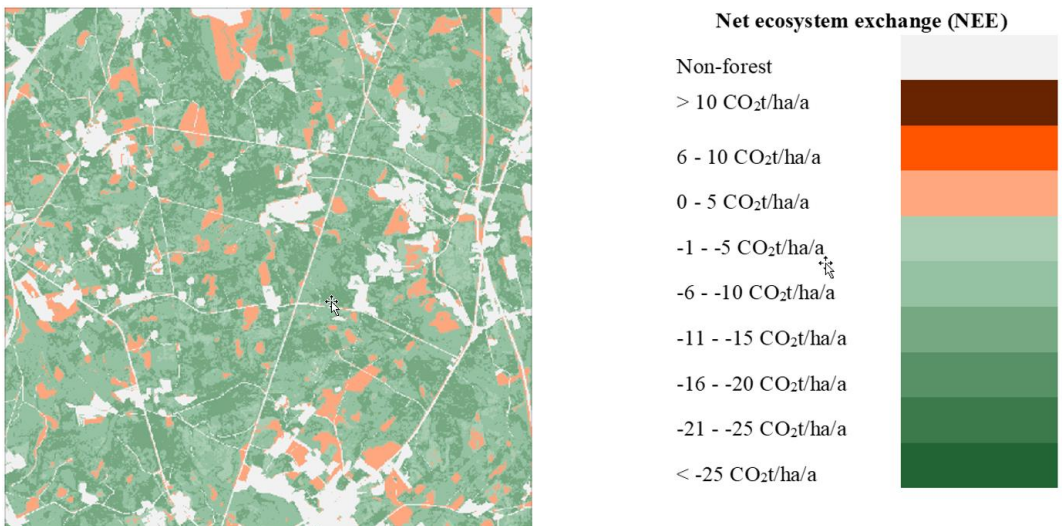 Net ecosystem exchange (NEE)
Non-forest
> 10 CO₂t/ha/a
6 - 10 CO₂t/ha/a
0 - 5 CO₂t/ha/a
-1 - -5 CO₂t/ha/a
-6 - -10 CO₂t/ha/a
-11 - -15 CO₂t/ha/a
-16 - -20 CO₂t/ha/a
-21 - -25 CO₂t/ha/a
< -25 CO₂t/ha/a